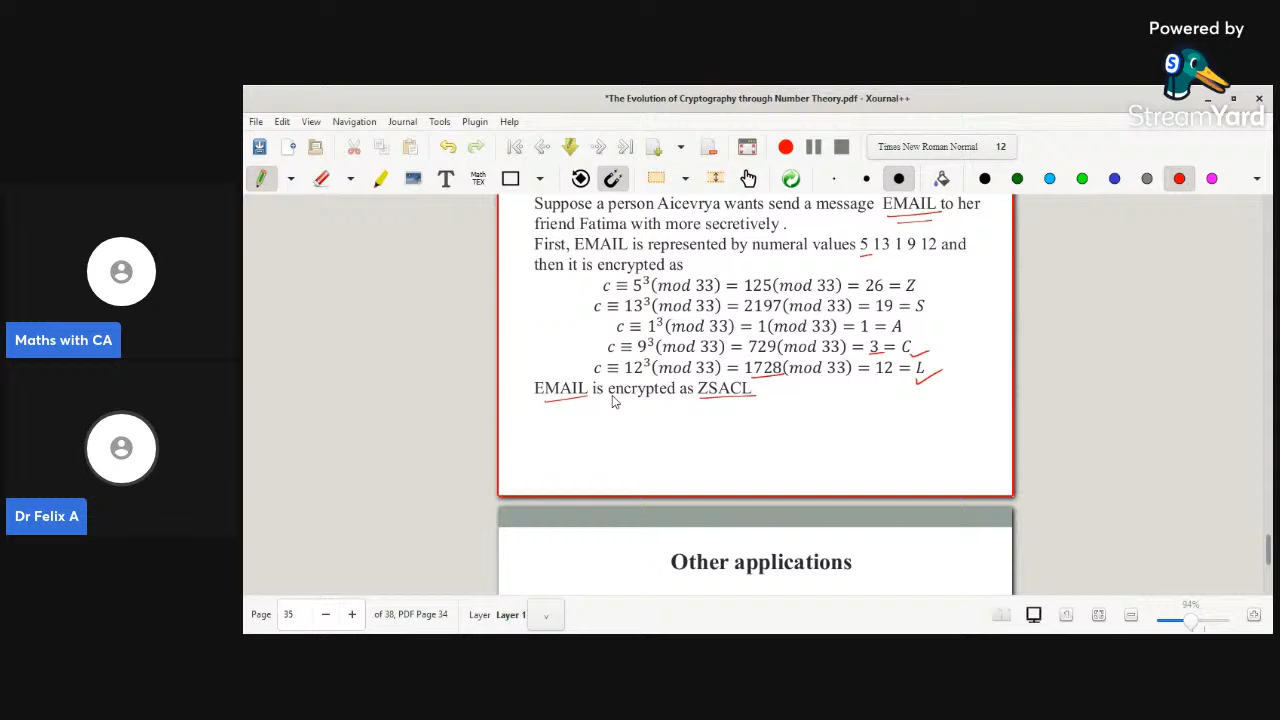 Powered by
StreamYard
*The Evolution of Cryptography through Number Theory.pdf - Xournal++
File Edit View Navigation Journal Tools Plugin Help
Times New Roman Normal 12
T Math TEX
Suppose a person Aicevrya wants send a message EMAIL to her
friend Fatima with more secretively .
First, EMAIL is represented by numeral values 5 13 1 9 12 and
then it is encrypted as
c ≡ 5³(mod 33) = 125(mod 33) = 26 = Z
c ≡ 13³(mod 33) = 2197(mod 33) = 19 = S
c ≡ 1³(mod 33) = 1(mod 33) = 1 = A
c ≡ 9³(mod 33) = 729(mod 33) = 3 = C
c ≡ 12³(mod 33) = 1728(mod 33) = 12 = L
EMAIL is encrypted as ZSACL
Other applications
Maths with CA
Dr Felix A
Page 35 − + of 38, PDF Page 34 Layer Layer 1
94%